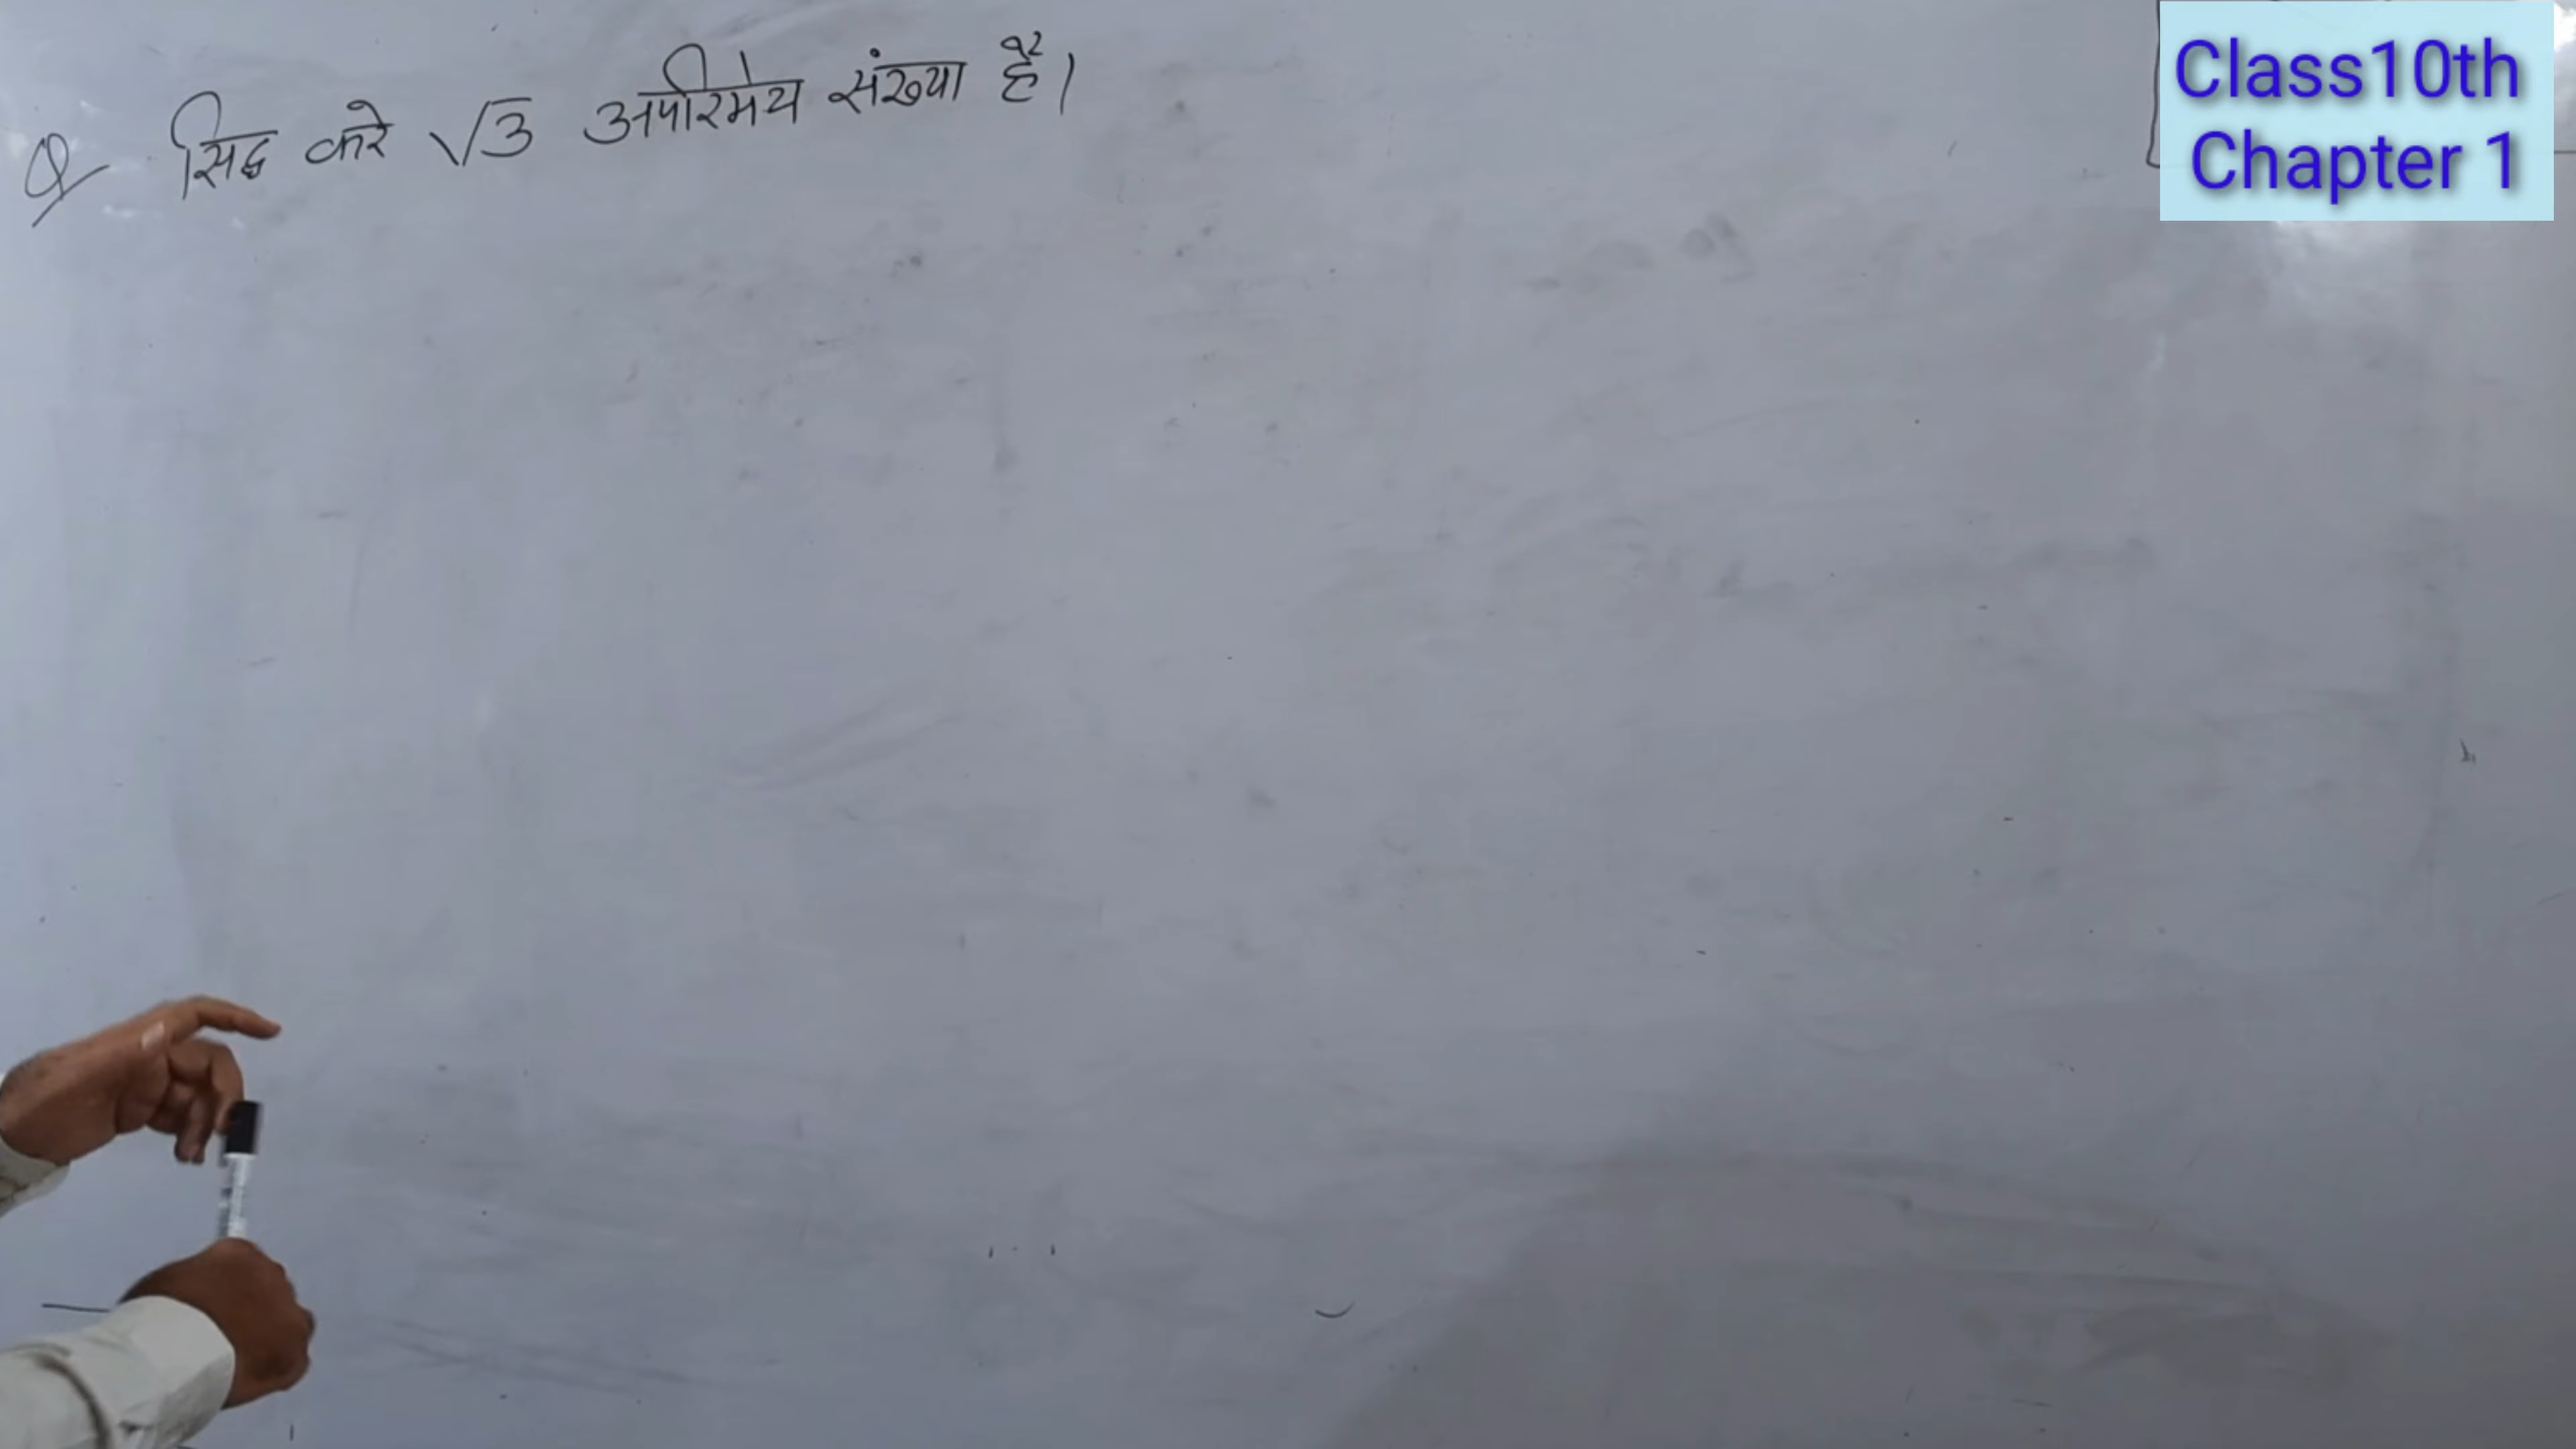 Q सिद्ध करे √3 अपरिमेय संख्या है।
Class10th
Chapter 1